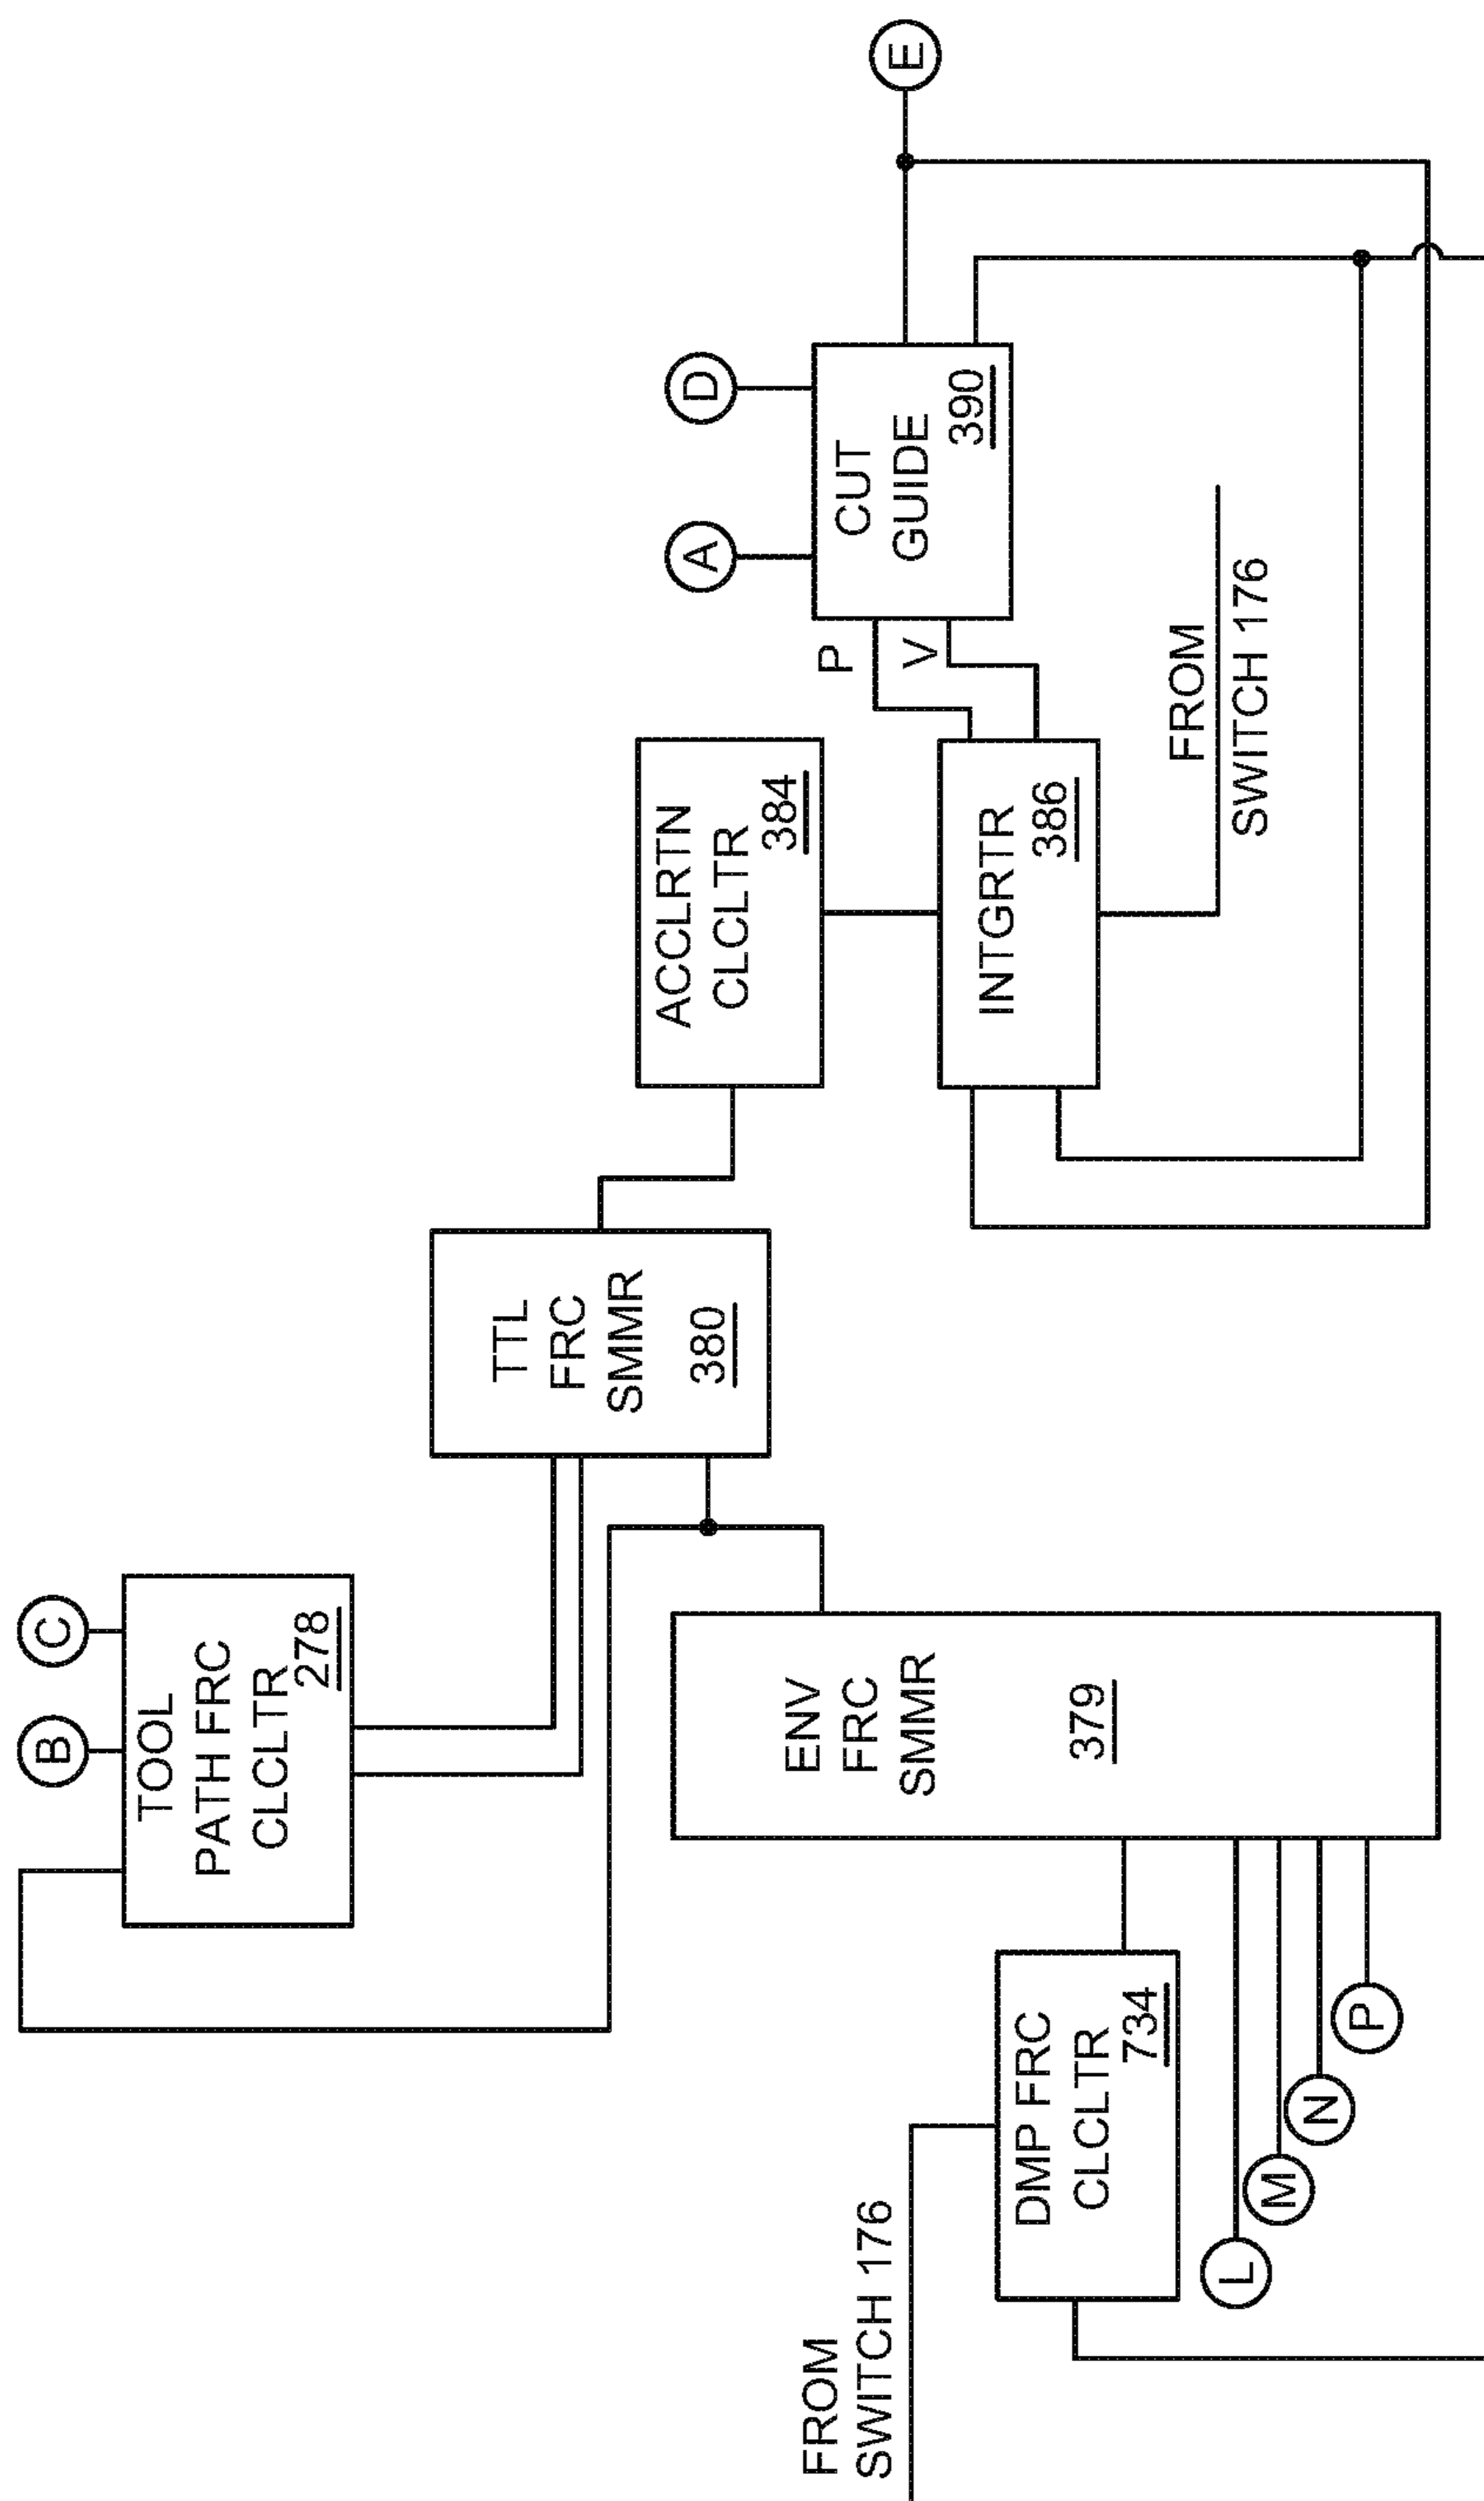 B
C
TOOL
PATH FRC
CLCLTR
278
TTL
FRC
SMMR
380
ACCLRTN
CLCLTR
384
A
D
E
P
V
CUT
GUIDE
390
INTGRTR
386
FROM
SWITCH 176
ENV
FRC
SMMR
379
FROM
SWITCH 176
DMP FRC
CLCLTR
734
L
M
N
P